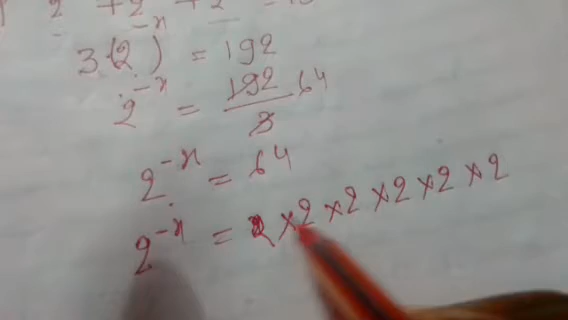 3·(2⁻ˣ) = 192
2⁻ˣ = 192/3 64
2⁻ˣ = 64
2⁻ˣ = 2×2×2×2×2×2